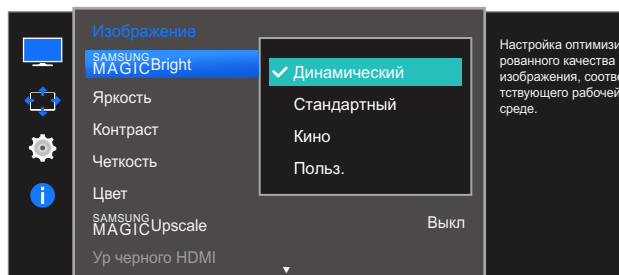 Изображение
SAMSUNG
MAGICBright
Яркость
Контраст
Четкость
Цвет
SAMSUNG
MAGICUpscale
Выкл
Ур черного HDMI
Динамический
Стандартный
Кино
Польз.
Настройка оптимизи
рованного качества
изображения, соотве
тствующего рабочей
среде.